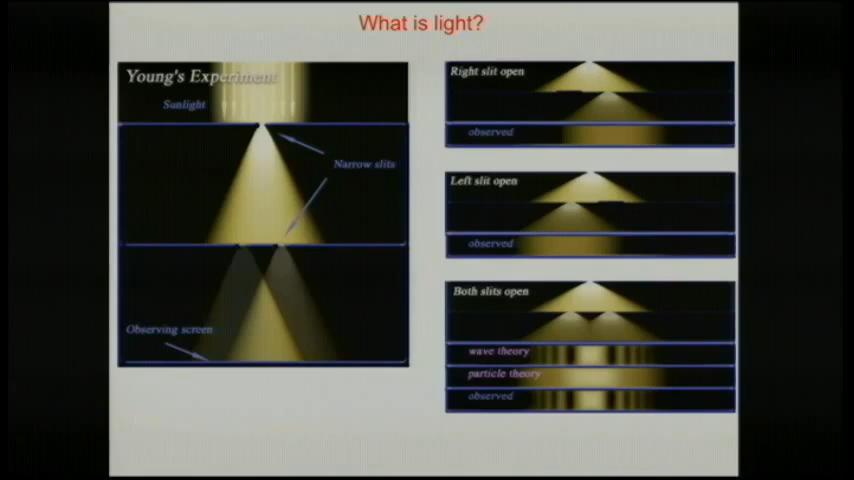 What is light?
Young's Experiment
Sunlight
Narrow slits
Observing screen
Right slit open
observed
Left slit open
observed
Both slits open
wave theory
particle theory
observed